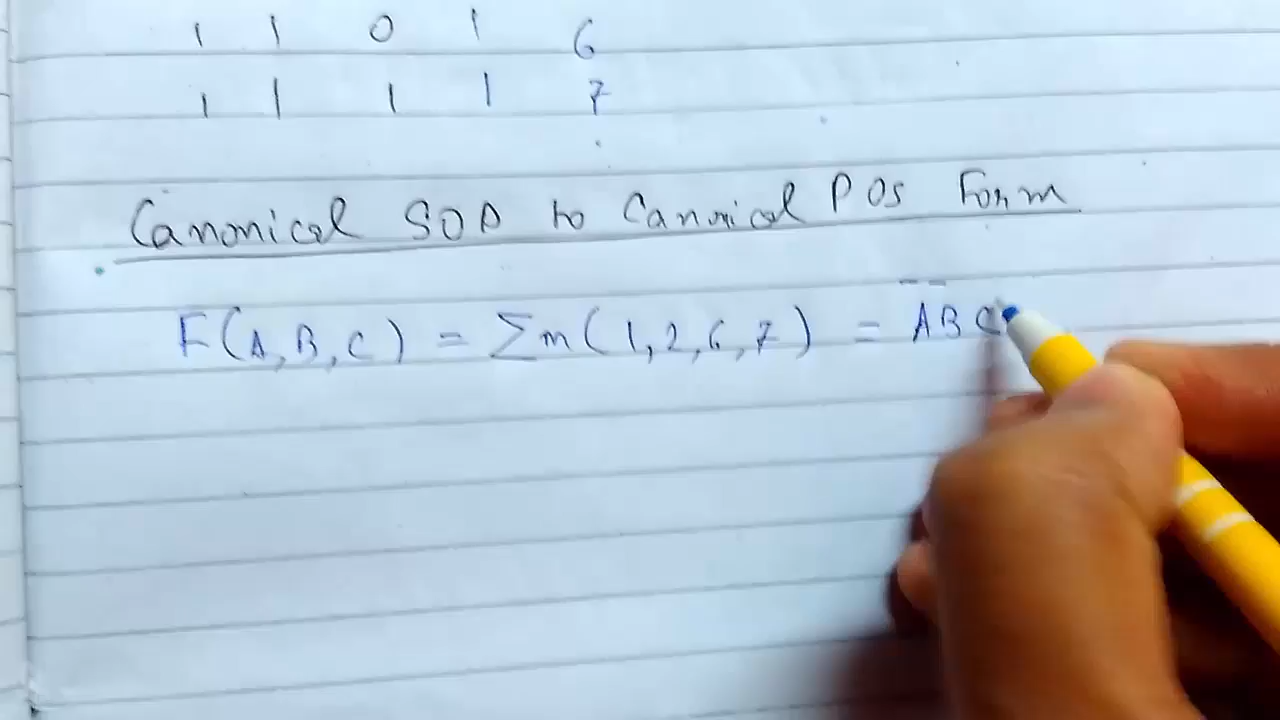 1 1 0 1 6
1 1 1 1 7
Canonical SOP to Canonical POS Form
F(A,B,C) = Σm(1,2,6,7) = A̅B̅C